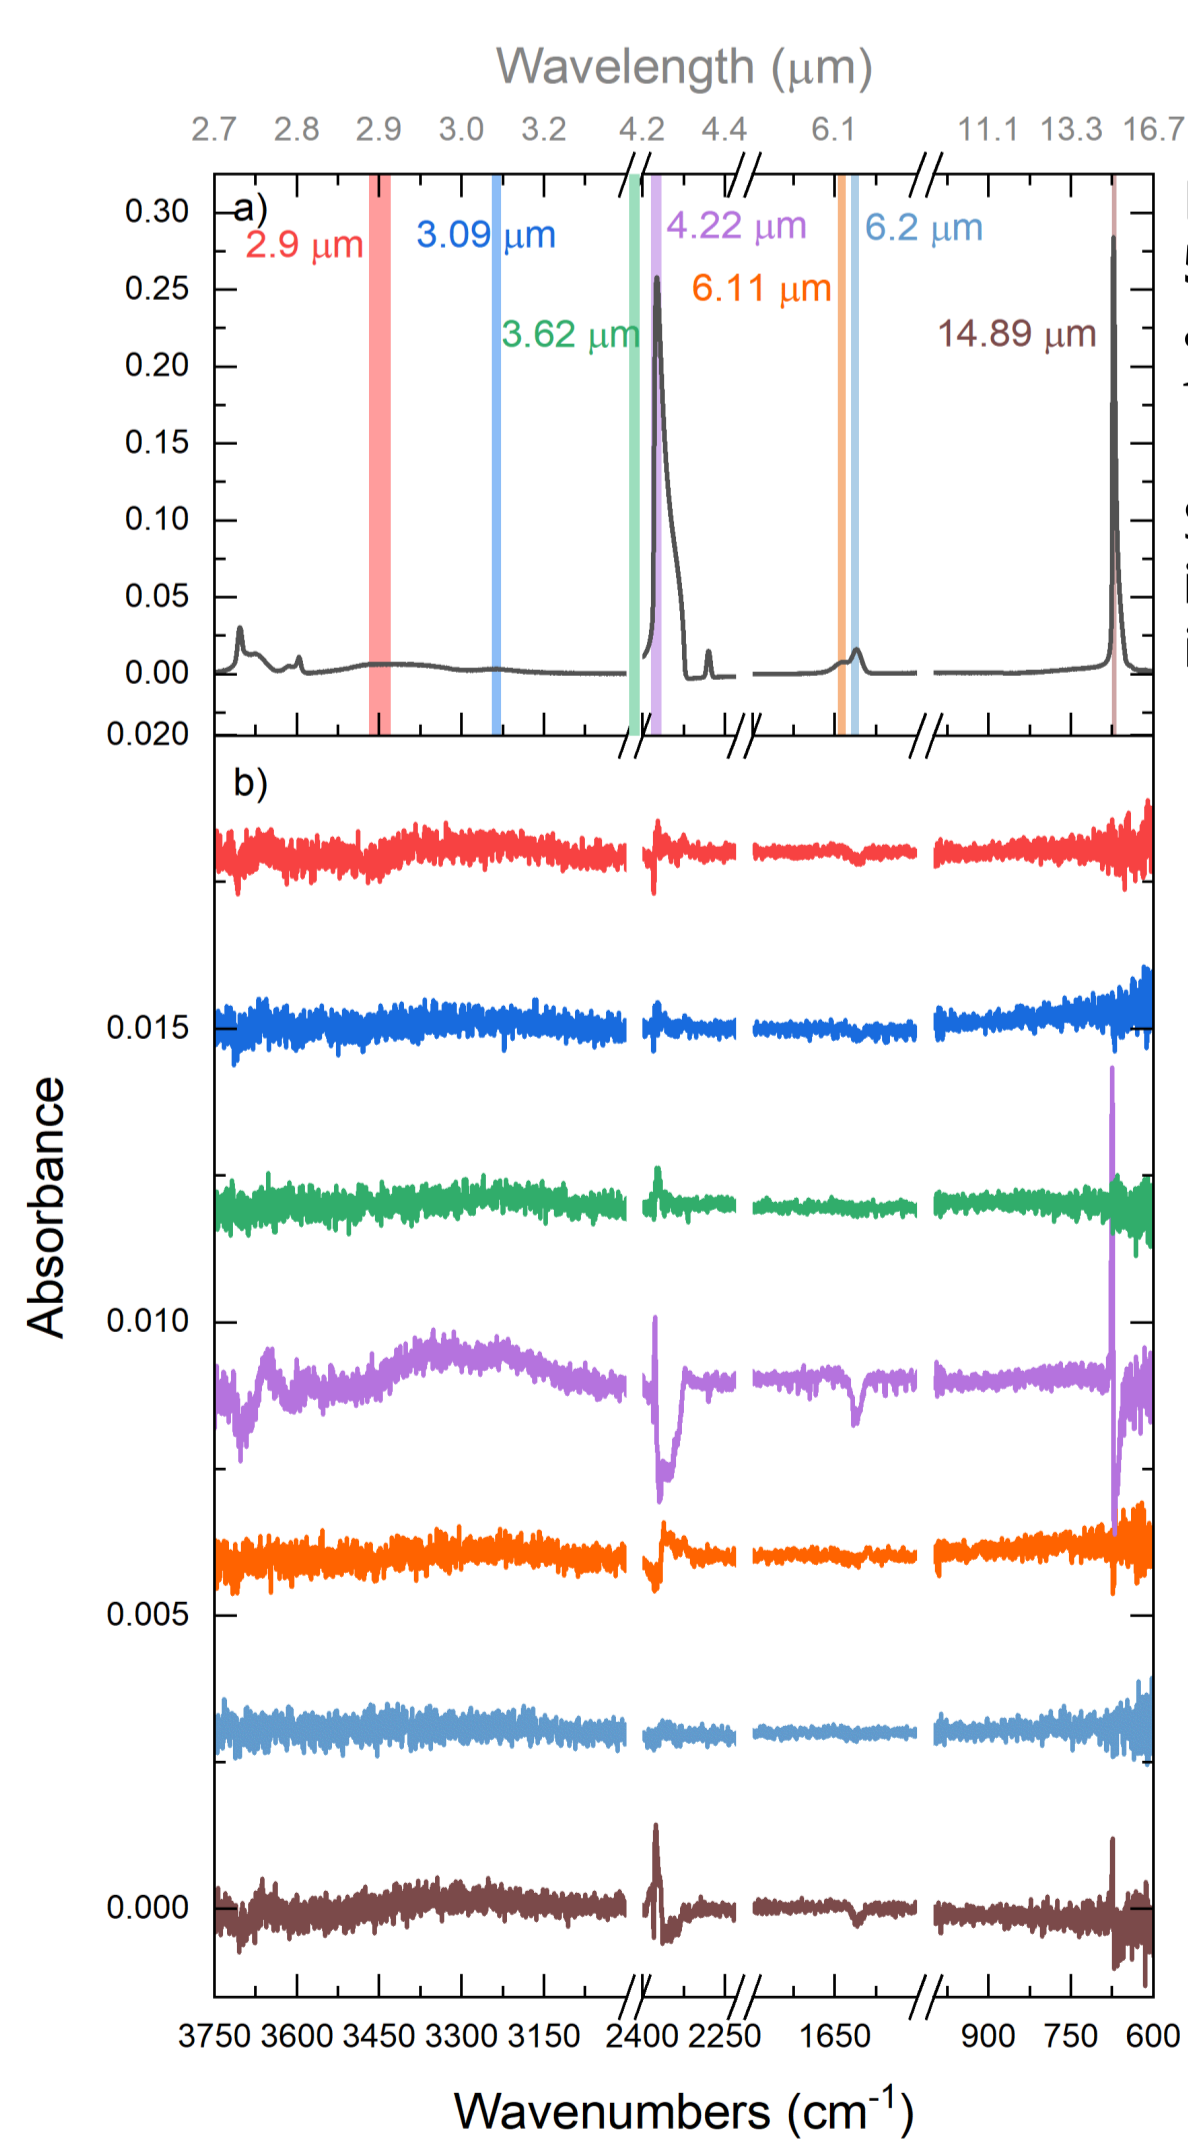 Wavelength (μm)
2.7 2.8 2.9 3.0 3.2 4.2 4.4 6.1 11.1 13.3 16.7
a)
0.30
2.9 μm
3.09 μm
4.22 μm
6.2 μm
0.25
6.11 μm
3.62 μm
14.89 μm
0.20
0.15
0.10
0.05
0.00
0.020
b)
0.015
0.010
0.005
0.000
Absorbance
3750 3600 3450 3300 3150 2400 2250 1650 900 750 600
Wavenumbers (cm-1)